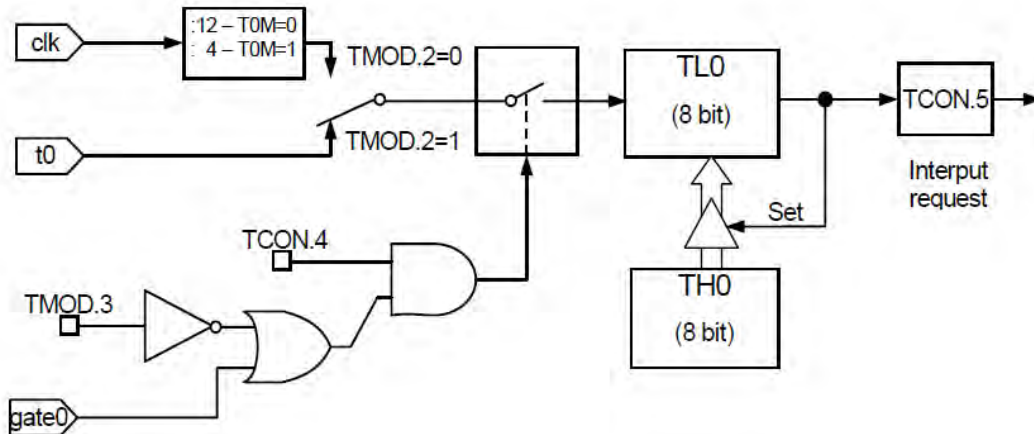 clk
:12 – T0M=0
: 4 – T0M=1
TMOD.2=0
TMOD.2=1
t0
TL0
(8 bit)
TCON.5
Interput
request
Set
TH0
(8 bit)
TCON.4
TMOD.3
gate0